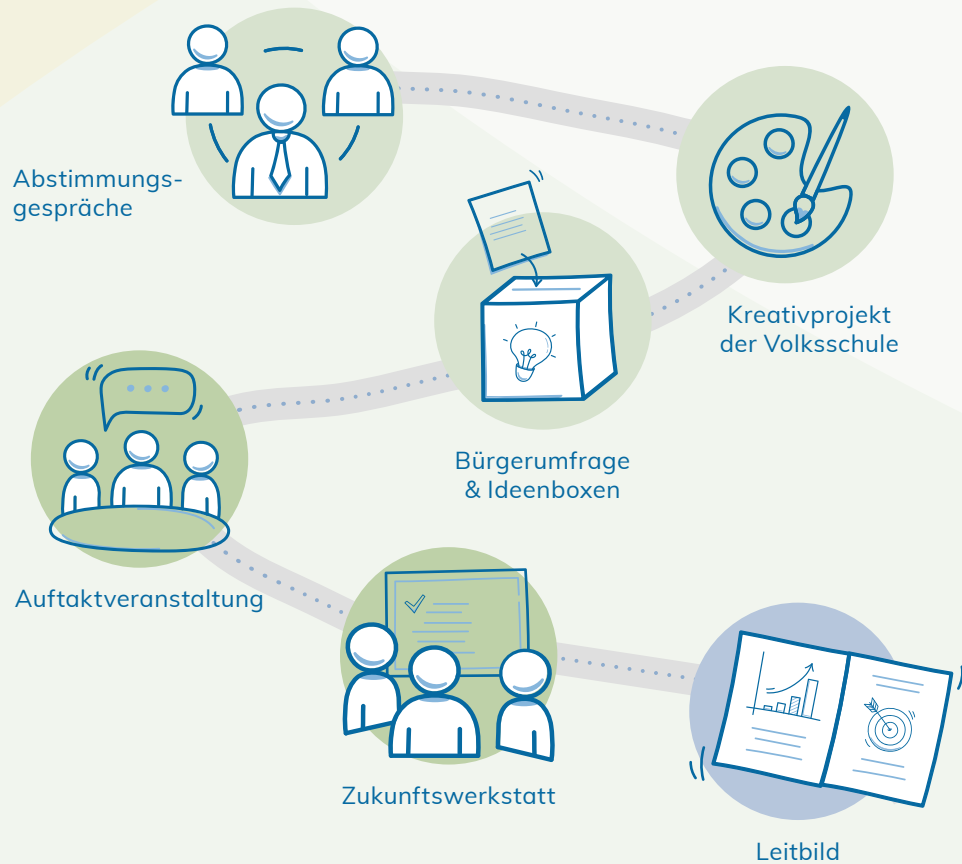 Abstimmungs-
gespräche
Kreativprojekt
der Volksschule
Bürgerumfrage
& Ideenboxen
Auftaktveranstaltung
Zukunftswerkstatt
Leitbild